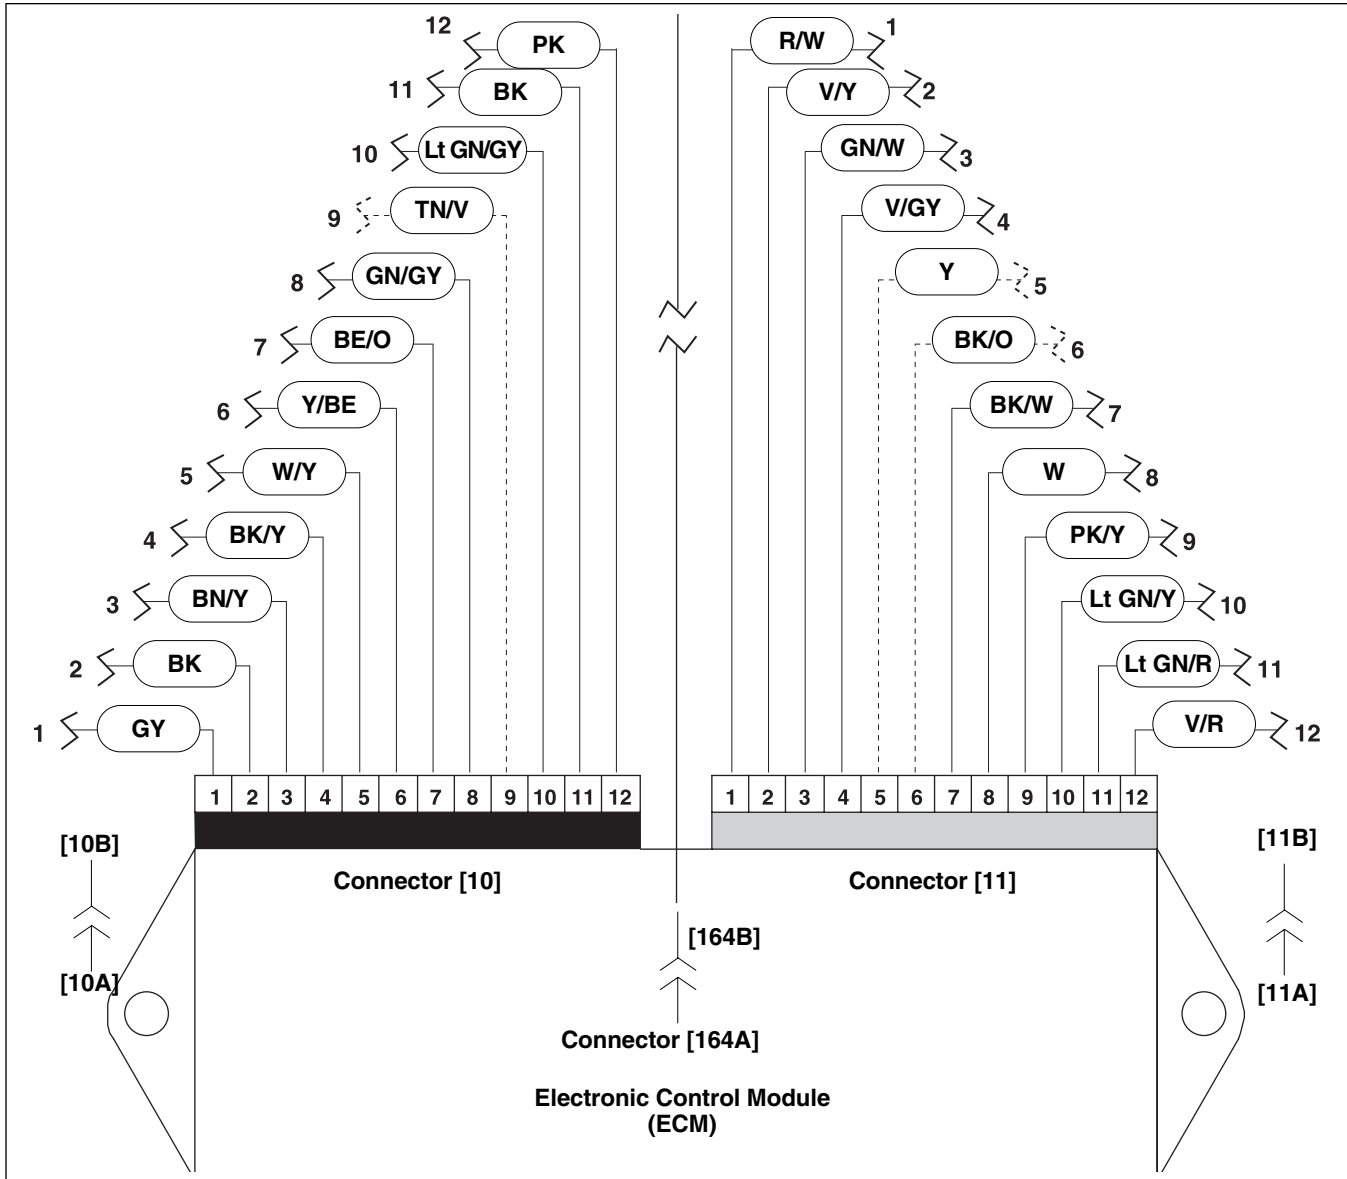 12 PK R/W 1
11 BK V/Y 2
10 Lt GN/GY GN/W 3
9 TN/V V/GY 4
8 GN/GY Y 5
7 BE/O BK/O 6
6 Y/BE BK/W 7
5 W/Y W 8
4 BK/Y PK/Y 9
3 BN/Y Lt GN/Y 10
2 BK Lt GN/R 11
1 GY V/R 12
1 2 3 4 5 6 7 8 9 10 11 12 1 2 3 4 5 6 7 8 9 10 11 12
[10B] [11B]
Connector [10] Connector [11]
[164B]
[10A] [11A]
Connector [164A]
Electronic Control Module
(ECM)